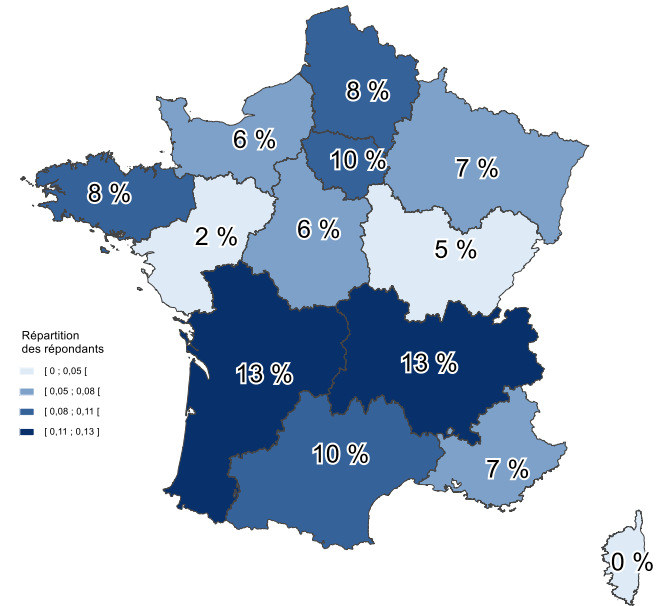 8 %
6 %
10 %
7 %
8 %
2 %
6 %
5 %
Répartition
des répondants
[ 0 ; 0,05 [
[ 0,05 ; 0,08 [
[ 0,08 ; 0,11 [
[ 0,11 ; 0,13 ]
13 %
13 %
10 %
7 %
0 %